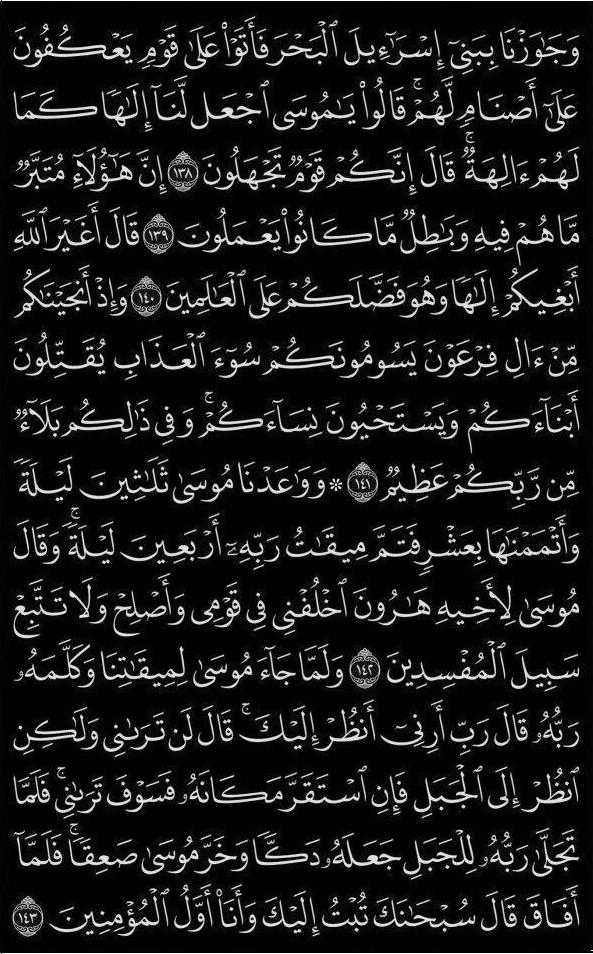 وَجَٰوَزْنَا بِبَنِىٓ إِسْرَٰٓءِيلَ ٱلْبَحْرَ فَأَتَوْا۟ عَلَىٰ قَوْمٍ يَعْكُفُونَ
عَلَىٰٓ أَصْنَامٍ لَّهُمْ ۚ قَالُوا۟ يَٰمُوسَى ٱجْعَل لَّنَآ إِلَٰهًا كَمَا
لَهُمْ ءَالِهَةٌ ۚ قَالَ إِنَّكُمْ قَوْمٌ تَجْهَلُونَ ١٣٨ إِنَّ هَٰٓؤُلَآءِ مُتَبَّرٌ
مَّا هُمْ فِيهِ وَبَٰطِلٌ مَّا كَانُوا۟ يَعْمَلُونَ ١٣٩ قَالَ أَغَيْرَ ٱللَّهِ
أَبْغِيكُمْ إِلَٰهًا وَهُوَ فَضَّلَكُمْ عَلَى ٱلْعَٰلَمِينَ ١٤٠ وَإِذْ أَنجَيْنَٰكُم
مِّنْ ءَالِ فِرْعَوْنَ يَسُومُونَكُمْ سُوٓءَ ٱلْعَذَابِ يُقَتِّلُونَ
أَبْنَآءَكُمْ وَيَسْتَحْيُونَ نِسَآءَكُمْ ۚ وَفِى ذَٰلِكُم بَلَآءٌ
مِّن رَّبِّكُمْ عَظِيمٌ ١٤١ ۞ وَوَٰعَدْنَا مُوسَىٰ ثَلَٰثِينَ لَيْلَةً
وَأَتْمَمْنَٰهَا بِعَشْرٍ فَتَمَّ مِيقَٰتُ رَبِّهِۦٓ أَرْبَعِينَ لَيْلَةً ۚ وَقَالَ
مُوسَىٰ لِأَخِيهِ هَٰرُونَ ٱخْلُفْنِى فِى قَوْمِى وَأَصْلِحْ وَلَا تَتَّبِعْ
سَبِيلَ ٱلْمُفْسِدِينَ ١٤٢ وَلَمَّا جَآءَ مُوسَىٰ لِمِيقَٰتِنَا وَكَلَّمَهُۥ
رَبُّهُۥ قَالَ رَبِّ أَرِنِىٓ أَنظُرْ إِلَيْكَ ۚ قَالَ لَن تَرَىٰنِى وَلَٰكِنِ
ٱنظُرْ إِلَى ٱلْجَبَلِ فَإِنِ ٱسْتَقَرَّ مَكَانَهُۥ فَسَوْفَ تَرَىٰنِى ۚ فَلَمَّا
تَجَلَّىٰ رَبُّهُۥ لِلْجَبَلِ جَعَلَهُۥ دَكًّا وَخَرَّ مُوسَىٰ صَعِقًا ۚ فَلَمَّآ
أَفَاقَ قَالَ سُبْحَٰنَكَ تُبْتُ إِلَيْكَ وَأَنَا۠ أَوَّلُ ٱلْمُؤْمِنِينَ ١٤٣